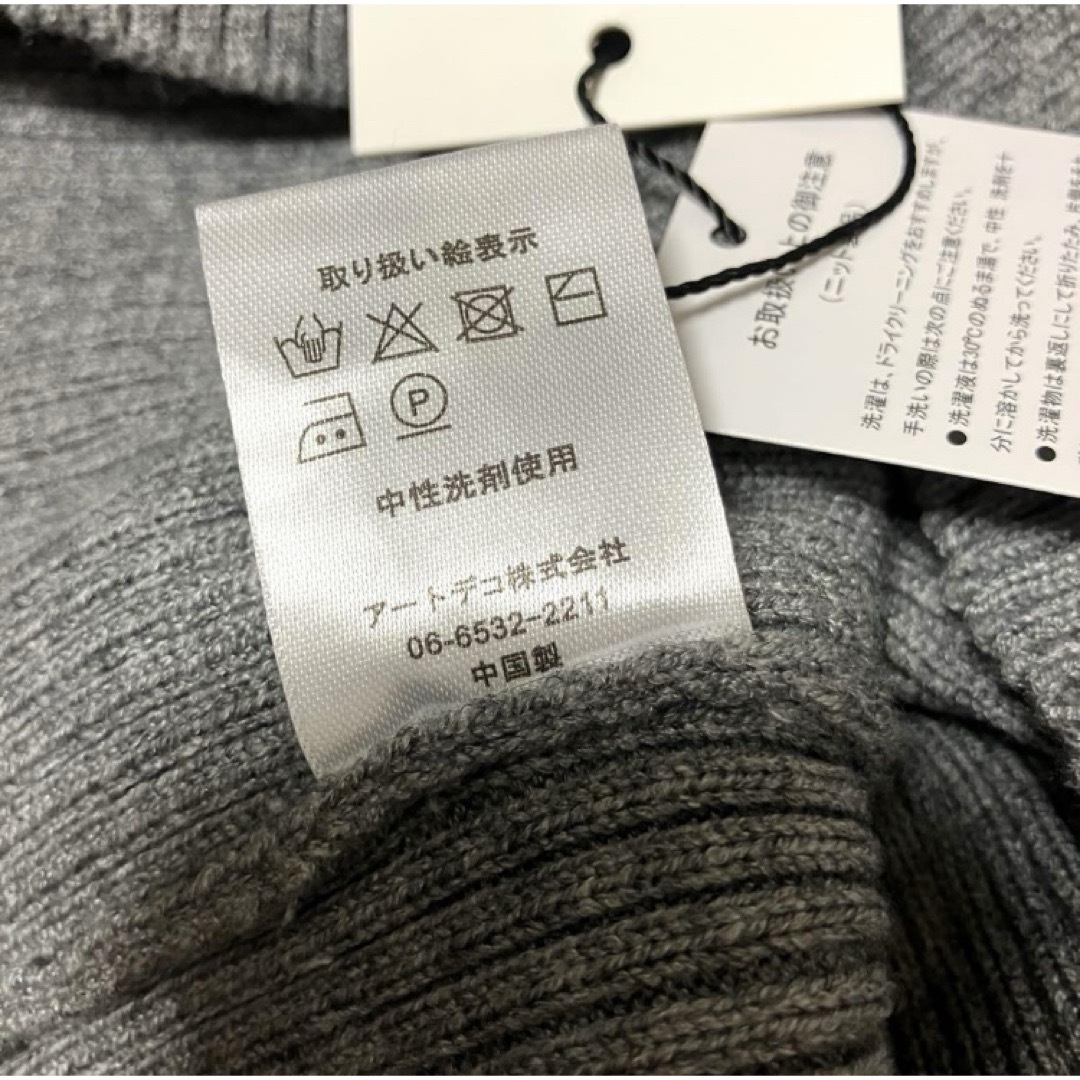 取り扱い絵表示
P
中性洗剤使用
アートデコ株式会社
06-6532-2211
中国製
お取扱い上の御注意
(ニット製品)
洗濯は、ドライクリーニングをおすすめしますが、
手洗いの際は次の点にご注意ください。
●洗濯液は30℃のぬるま湯で、中性 洗剤を十
分に溶かしてから洗ってください。
●洗濯物は裏返しにして折りたたみ、